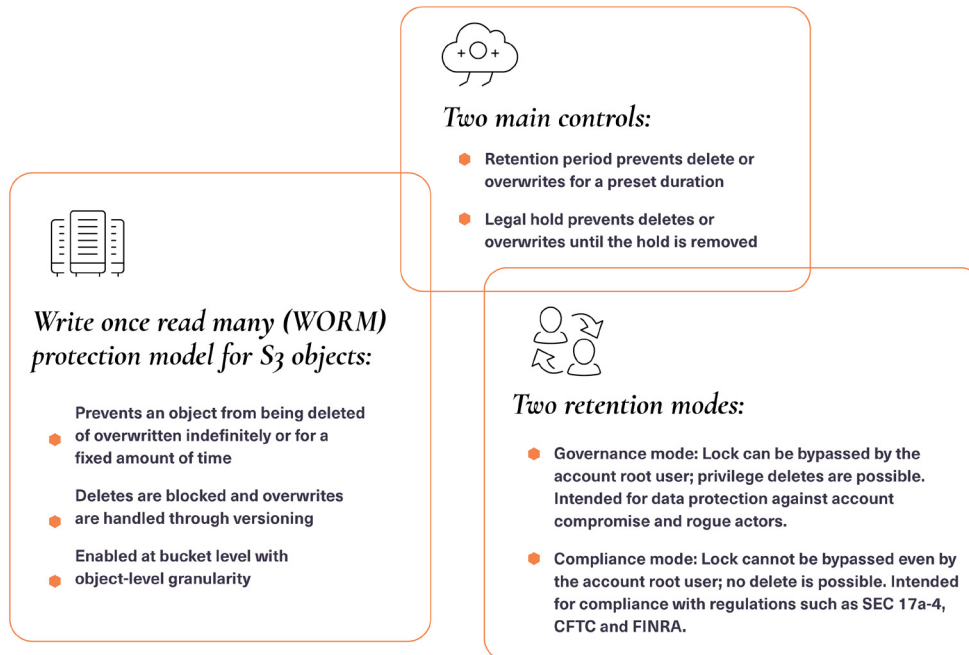 Two main controls:
Retention period prevents delete or
overwrites for a preset duration
Legal hold prevents deletes or
overwrites until the hold is removed
Write once read many (WORM)
protection model for S3 objects:
Prevents an object from being deleted
of overwritten indefinitely or for a
fixed amount of time
Deletes are blocked and overwrites
are handled through versioning
Enabled at bucket level with
object-level granularity
Two retention modes:
Governance mode: Lock can be bypassed by the
account root user; privilege deletes are possible.
Intended for data protection against account
compromise and rogue actors.
Compliance mode: Lock cannot be bypassed even by
the account root user; no delete is possible. Intended
for compliance with regulations such as SEC 17a-4,
CFTC and FINRA.